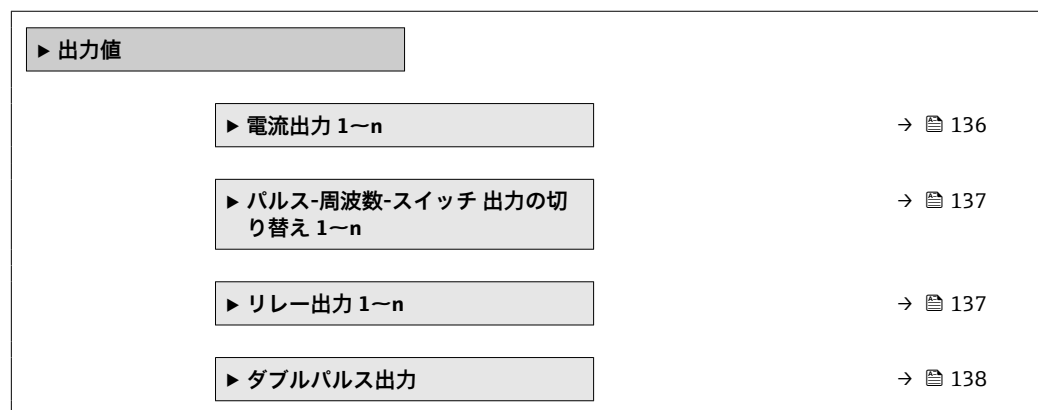 ▶ 出力値
▶ 電流出力 1~n → 136
▶ パルス-周波数-スイッチ 出力の切 → 137
り替え 1~n
▶ リレー出力 1~n → 137
▶ ダブルパルス出力 → 138